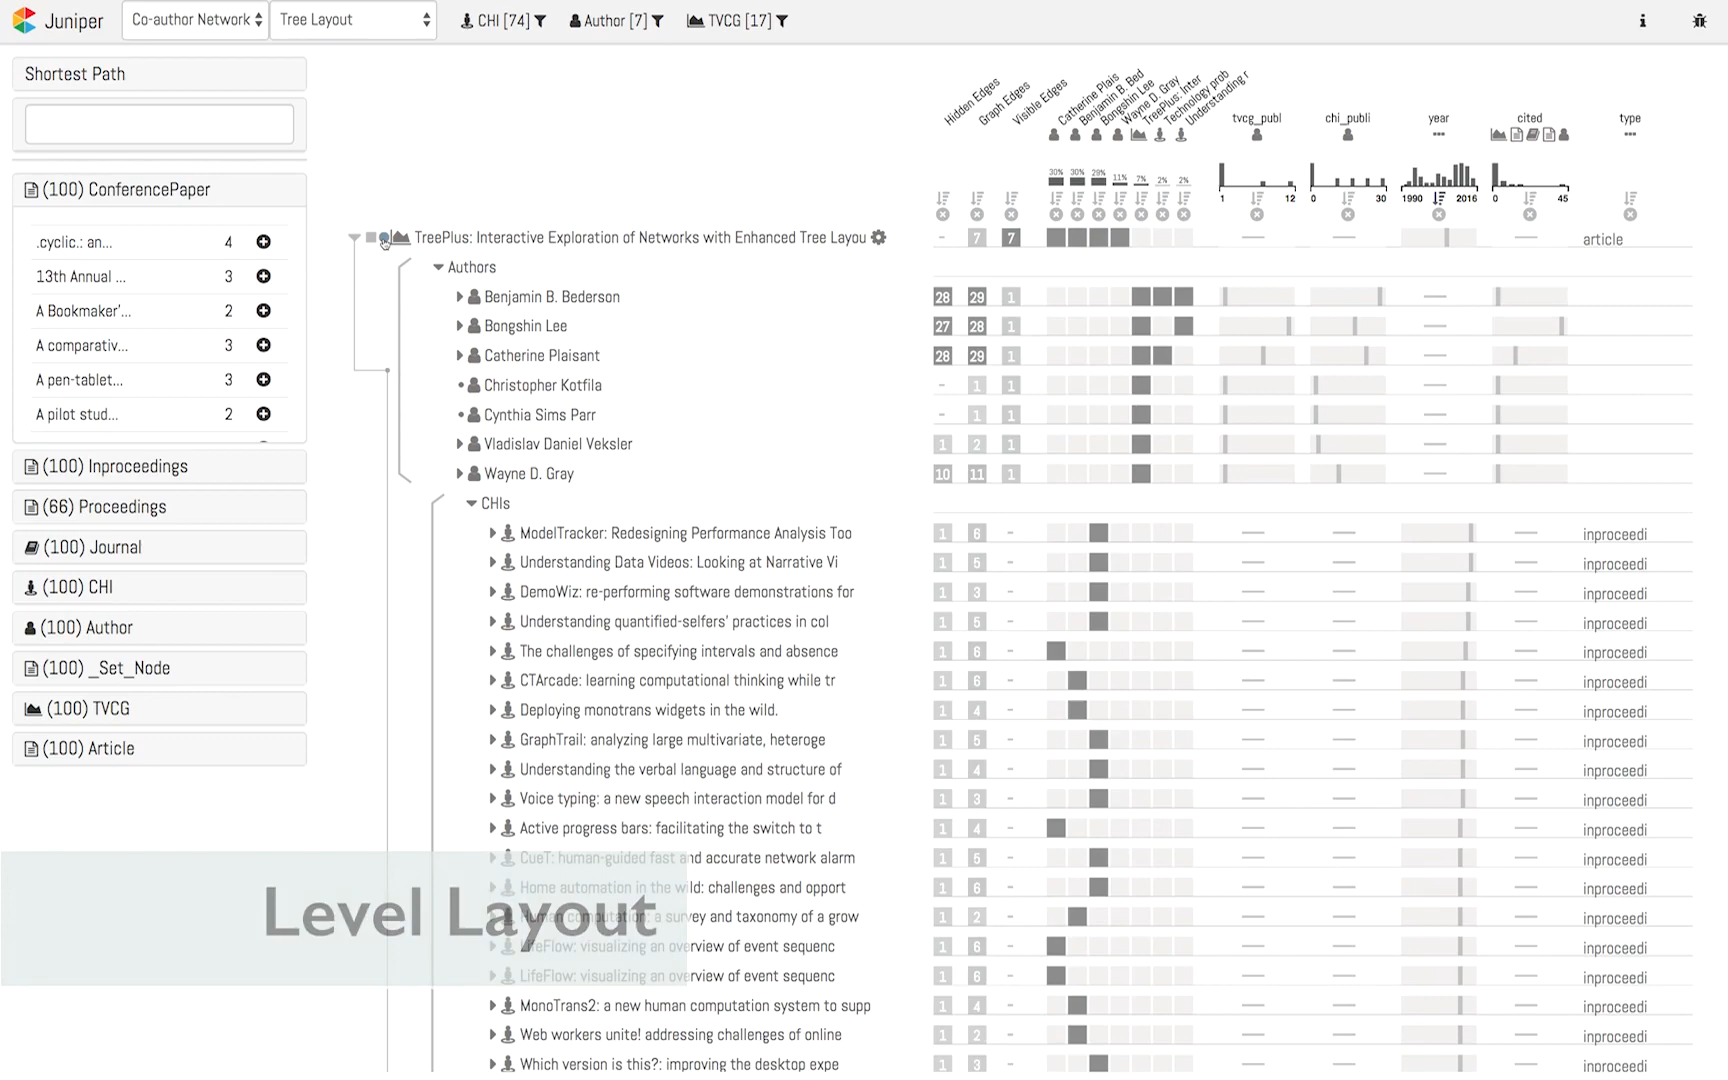 Juniper
Co-author Network
Tree Layout
CHI [74]
Author [7]
TVCG [17]
Shortest Path
(100) ConferencePaper
.cyclic.: an... 4
13th Annual ... 3
A Bookmaker'... 2
A comparativ... 3
A pen-tablet... 3
A pilot stud... 2
(100) Inproceedings
(66) Proceedings
(100) Journal
(100) CHI
(100) Author
(100) _Set_Node
(100) TVCG
(100) Article
Hidden Edges
Graph Edges
Visible Edges
Catherine Plais
Benjamin B. Bed
Bongshin Lee
Wayne D. Gray
TreePlus: Inter
Technology prob
Understanding r
tvcg_publ
chi_publi
year
cited
type
30% 30% 29% 11% 7% 2% 2%
1 12 0 30 1990 2016 0 45
TreePlus: Interactive Exploration of Networks with Enhanced Tree Layou - 7 7 article
Authors
Benjamin B. Bederson 28 29 1
Bongshin Lee 27 28 1
Catherine Plaisant 28 29 1
Christopher Kotfila - 1 1
Cynthia Sims Parr - 1 1
Vladislav Daniel Veksler 1 2 1
Wayne D. Gray 10 11 1
CHIs
ModelTracker: Redesigning Performance Analysis Too 1 6 - inproceedi
Understanding Data Videos: Looking at Narrative Vi 1 5 - inproceedi
DemoWiz: re-performing software demonstrations for 1 3 - inproceedi
Understanding quantified-selfers' practices in col 1 5 - inproceedi
The challenges of specifying intervals and absence 1 6 - inproceedi
CTArcade: learning computational thinking while tr 1 6 - inproceedi
Deploying monotrans widgets in the wild. 1 4 - inproceedi
GraphTrail: analyzing large multivariate, heteroge 1 5 - inproceedi
Understanding the verbal language and structure of 1 4 - inproceedi
Voice typing: a new speech interaction model for d 1 3 - inproceedi
Active progress bars: facilitating the switch to t 1 4 - inproceedi
CueT: human-guided fast and accurate network alarm 1 5 - inproceedi
Home automation in the wild: challenges and opport 1 6 - inproceedi
Level Layout
Human computation: a survey and taxonomy of a grow 1 2 - inproceedi
LifeFlow: visualizing an overview of event sequenc 1 6 - inproceedi
LifeFlow: visualizing an overview of event sequenc 1 6 - inproceedi
MonoTrans2: a new human computation system to supp 1 4 - inproceedi
Web workers unite! addressing challenges of online 1 2 - inproceedi
Which version is this?: improving the desktop expe 1 3 - inproceedi